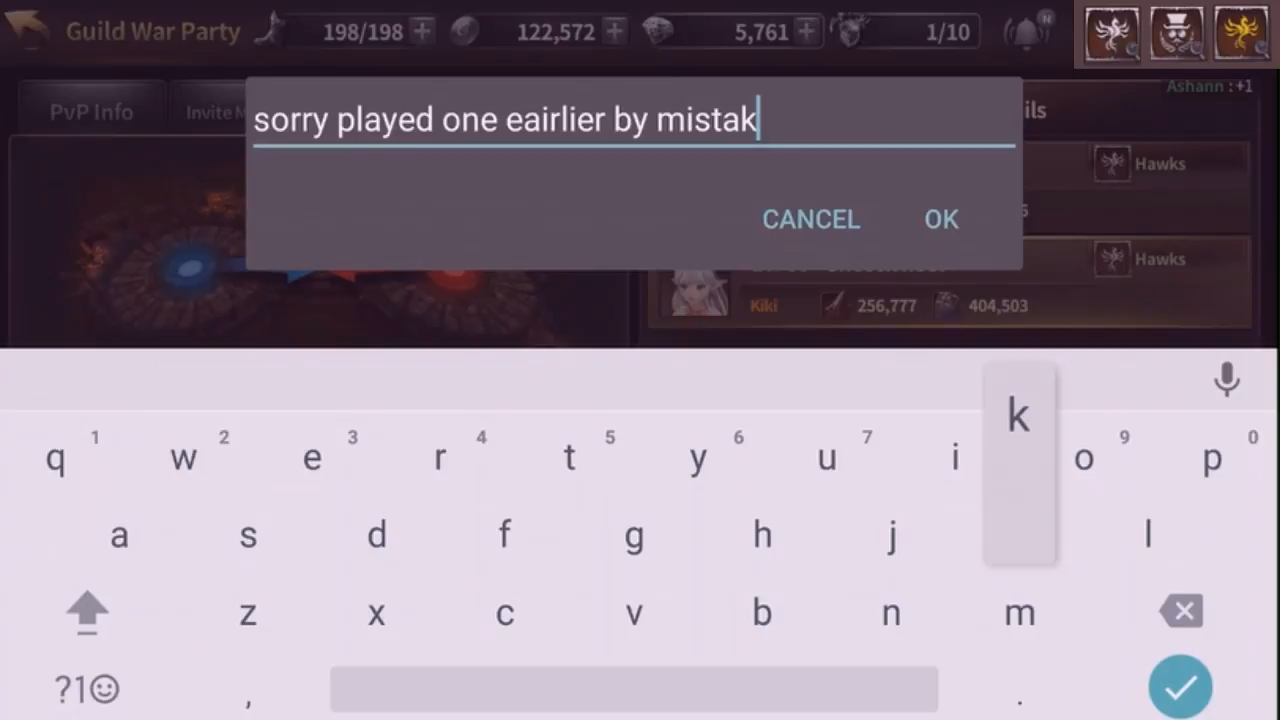 Guild War Party 198/198 + 122,572 + 5,761 + 1/10 N
Ashann : +1
PvP Info Invite M ils
sorry played one eairlier by mistak
Hawks
CANCEL OK
Hawks
Kiki 256,777 404,503
k
1 2 3 4 5 6 7 9 0
q w e r t y u i o p
a s d f g h j l
z x c v b n m
?1☺ , .